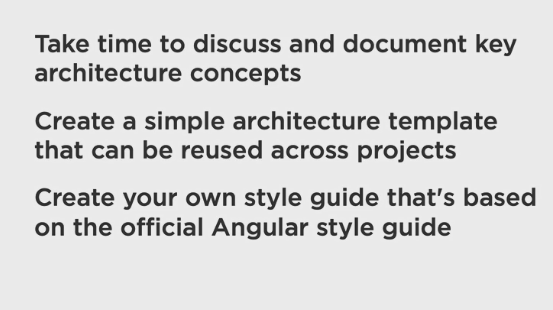 Take time to discuss and document key
architecture concepts
Create a simple architecture template
that can be reused across projects
Create your own style guide that's based
on the official Angular style guide